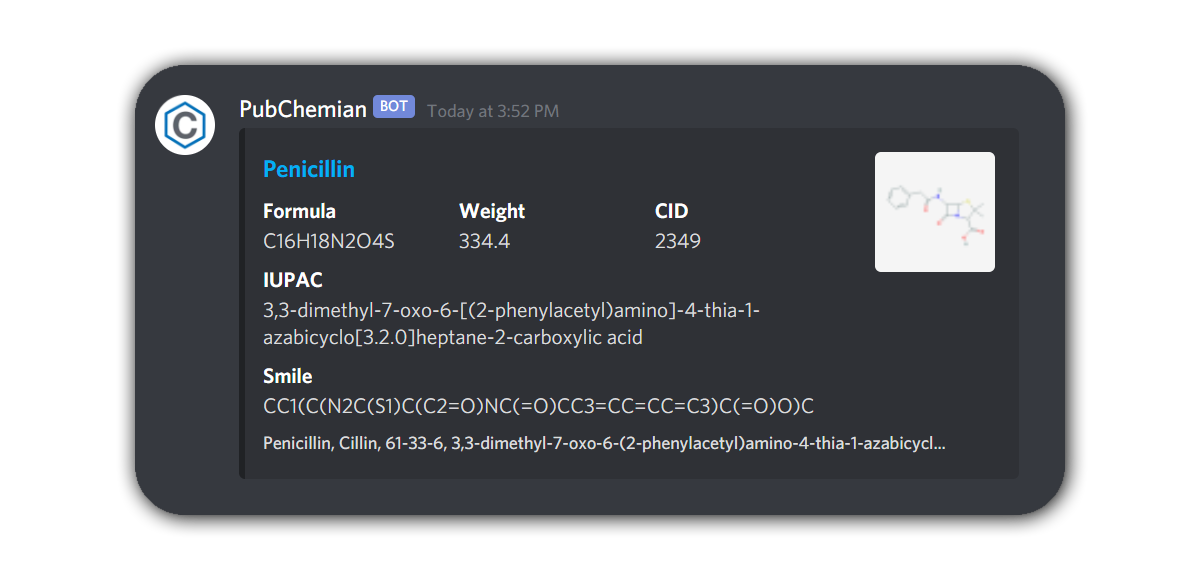 PubChemian BOT Today at 3:52 PM
Penicillin
Formula Weight CID
C16H18N2O4S 334.4 2349
IUPAC
3,3-dimethyl-7-oxo-6-[(2-phenylacetyl)amino]-4-thia-1-
azabicyclo[3.2.0]heptane-2-carboxylic acid
Smile
CC1(C(N2C(S1)C(C2=O)NC(=O)CC3=CC=CC=C3)C(=O)O)C
Penicillin, Cillin, 61-33-6, 3,3-dimethyl-7-oxo-6-(2-phenylacetyl)amino-4-thia-1-azabicycl...